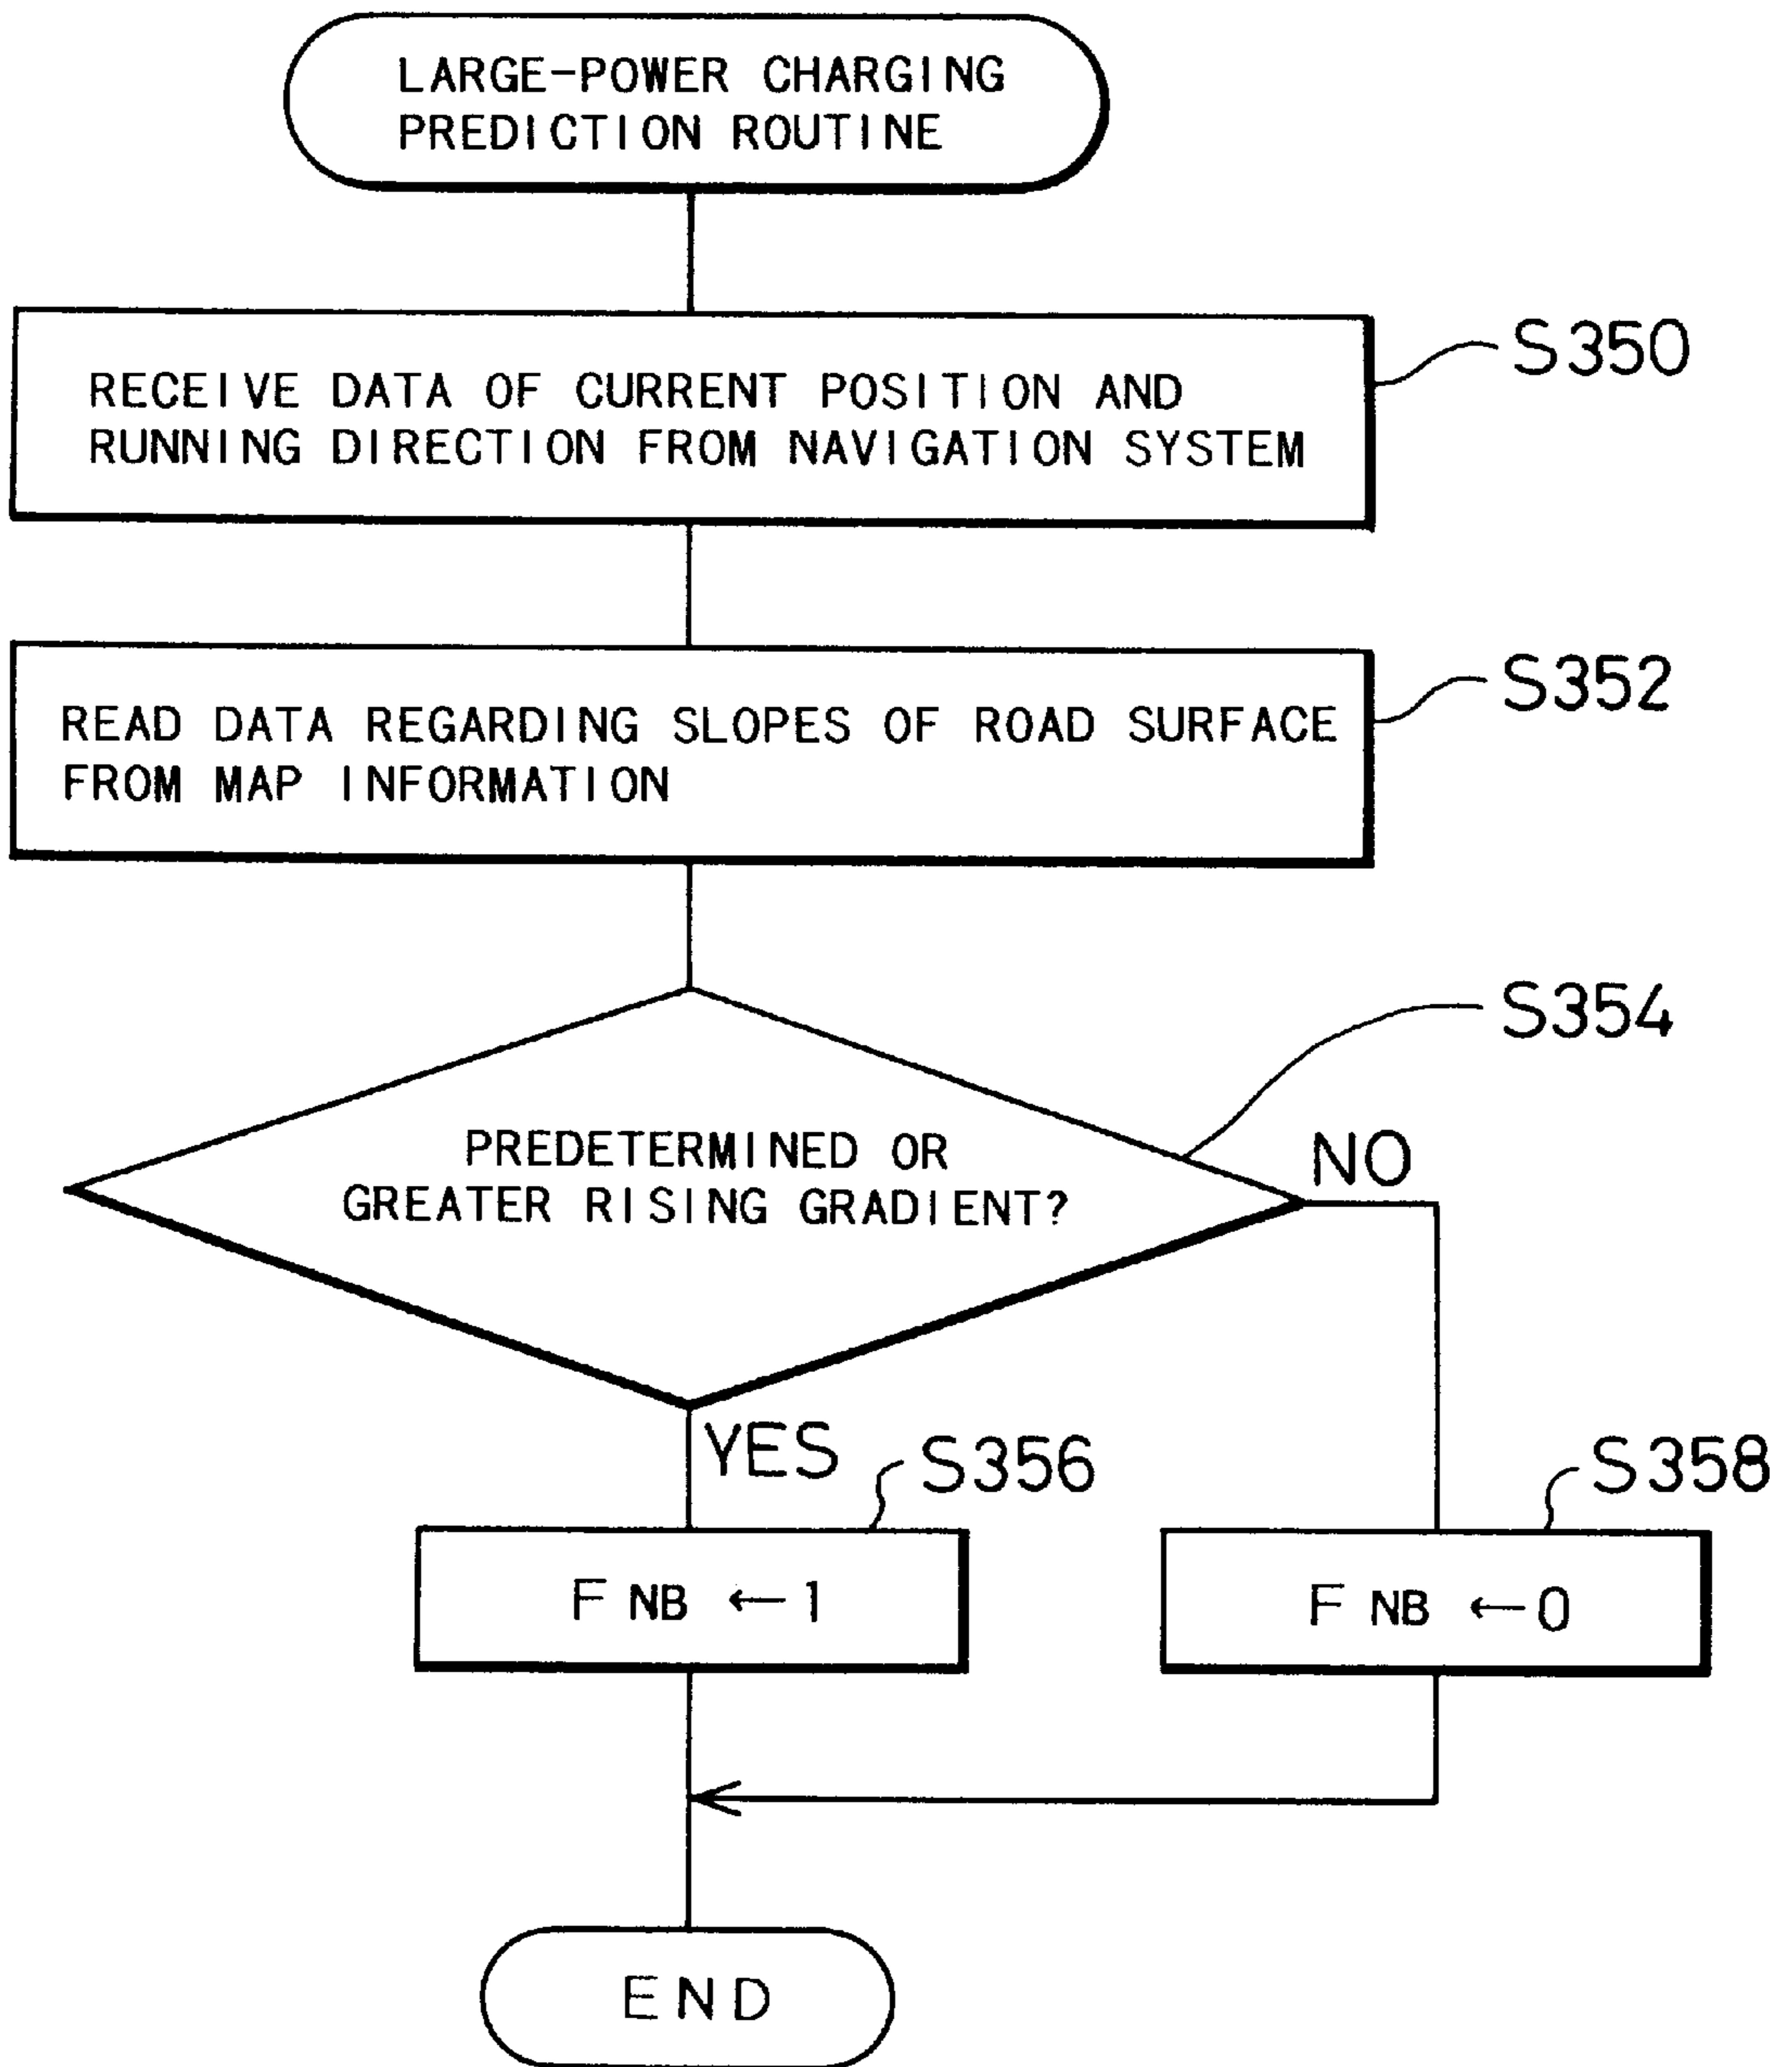 LARGE-POWER CHARGING
PREDICTION ROUTINE
S350
RECEIVE DATA OF CURRENT POSITION AND
RUNNING DIRECTION FROM NAVIGATION SYSTEM
S352
READ DATA REGARDING SLOPES OF ROAD SURFACE
FROM MAP INFORMATION
S354
PREDETERMINED OR
GREATER RISING GRADIENT?
NO
YES
S356
S358
F NB ←1
F NB ←0
END